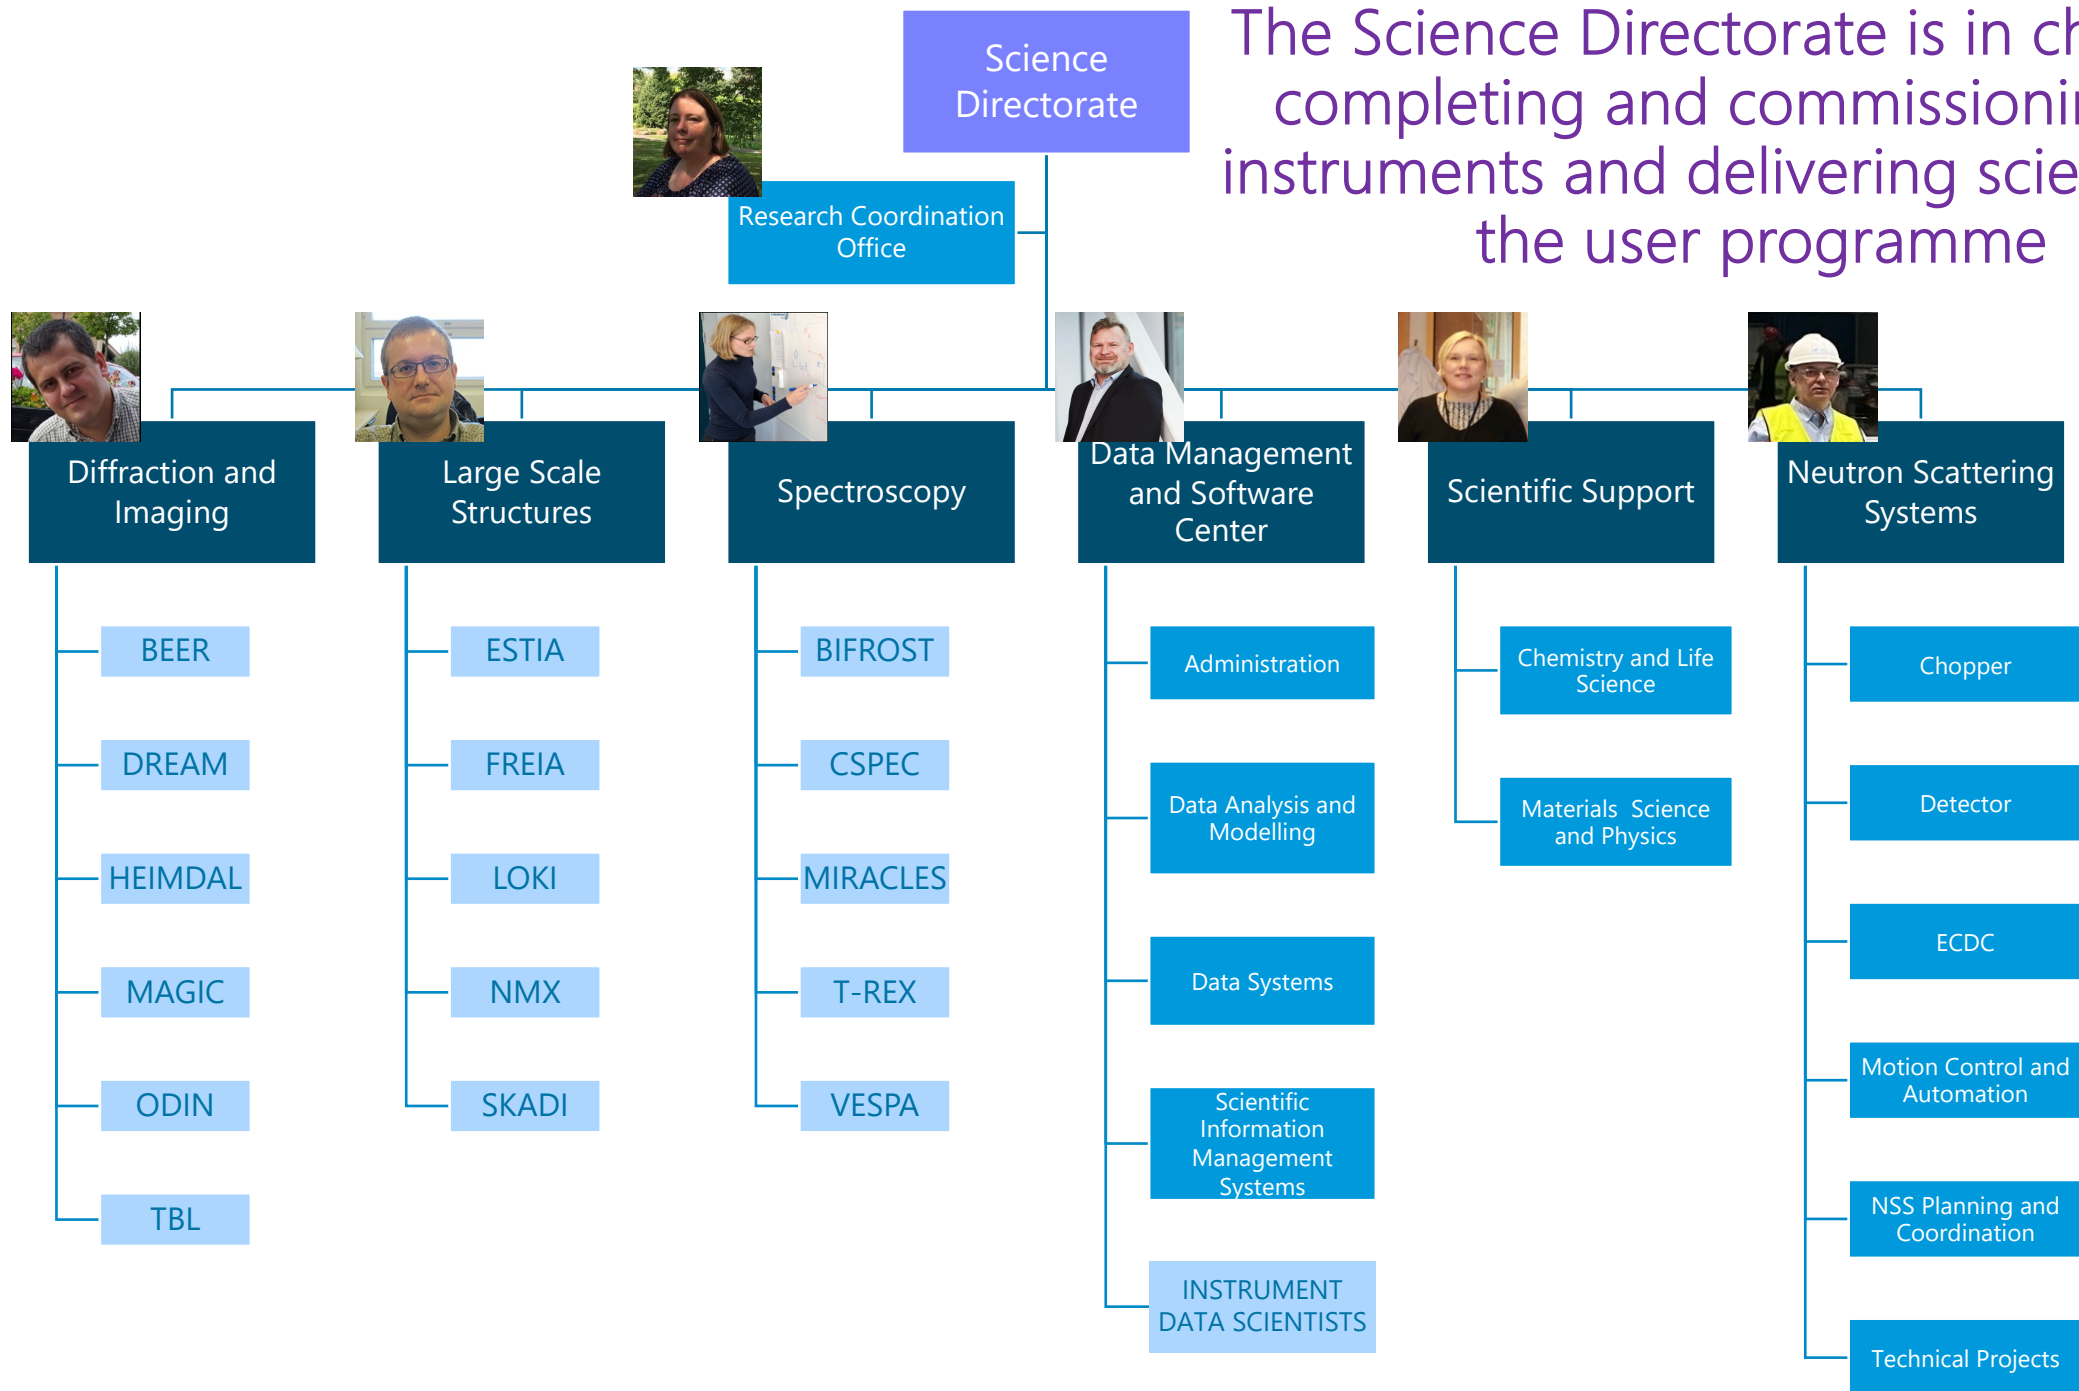 Science
Directorate
The Science Directorate is in
completing and
instruments and delivering
the user programme
Research Coordination
Office
Diffraction and
Imaging
Large Scale
Structures
Spectroscopy
Data Management
and Software
Center
Scientific Support
Neutron Scattering
Systems
BEER
DREAM
HEIMDAL
MAGIC
ODIN
TBL
ESTIA
FREIA
LOKI
NMX
SKADI
BIFROST
CSPEC
MIRACLES
T-REX
VESPA
Administration
Data Analysis and
Modelling
Data Systems
Scientific
Information
Management
Systems
INSTRUMENT
DATA SCIENTISTS
Chemistry and Life
Science
Materials Science
and Physics
Chopper
Detector
ECDC
Motion Control and
Automation
NSS Planning and
Coordination
Technical Projects